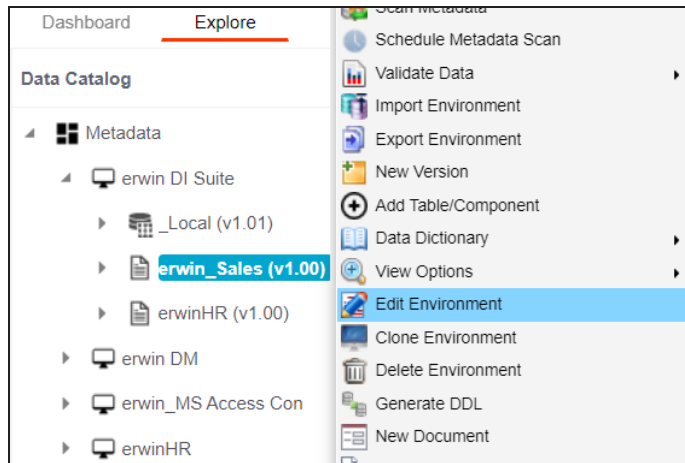 Dashboard
Explore
Data Catalog
Metadata
erwin DI Suite
_Local (v1.01)
erwin_Sales (v1.00)
erwinHR (v1.00)
erwin DM
erwin_MS Access Con
erwinHR
Scan Metadata
Schedule Metadata Scan
Validate Data
Import Environment
Export Environment
New Version
Add Table/Component
Data Dictionary
View Options
Edit Environment
Clone Environment
Delete Environment
Generate DDL
New Document